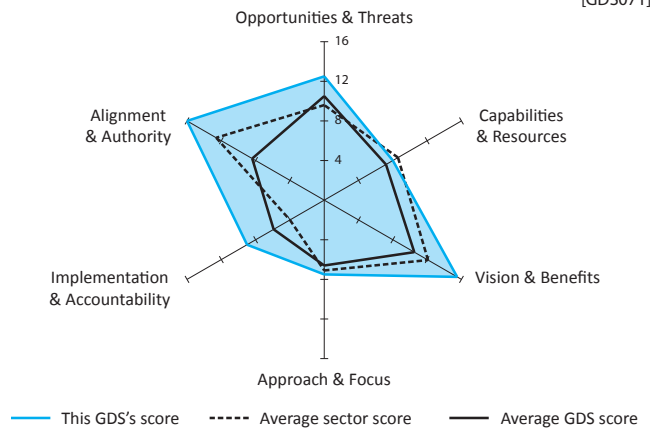 [GDS071]
Opportunities & Threats
16
12
8
4
Capabilities
& Resources
Alignment
& Authority
Vision & Benefits
Implementation
& Accountability
Approach & Focus
This GDS's score
Average sector score
Average GDS score